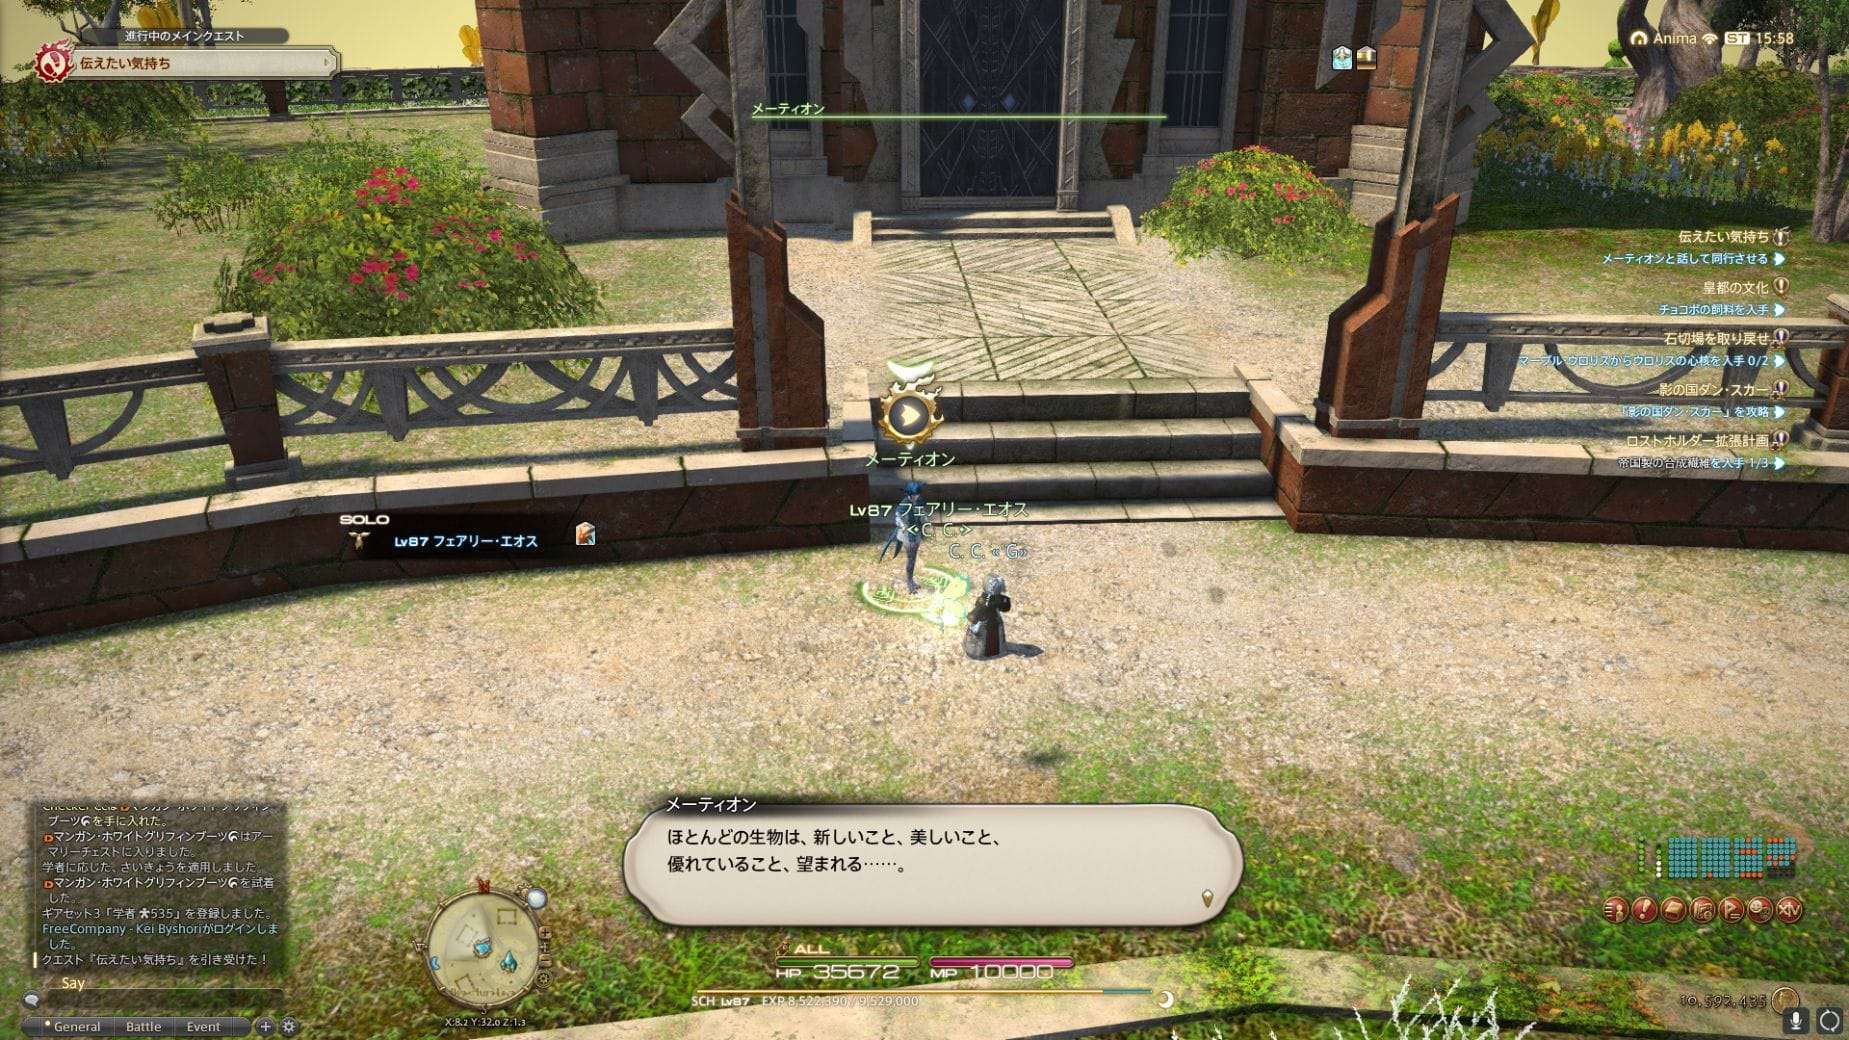 進行中のメインクエスト
伝えたい気持ち
Anima ST 15:58
メーティオン
伝えたい気持ち
メーティオンと話して同行させる
皇都の文化
チョコボの飼料を入手
石切場を取り戻せ
マーブル・ウロリスからウロリスの心核を入手 0/2
影の国ダン・スカー
「影の国ダン・スカー」を攻略
ロストホルダー拡張計画
帝国製の合成繊維を入手 1/3
メーティオン
Lv87 フェアリー・エオス
«C. C.»
C. C. «G»
SOLO
Lv87 フェアリー・エオス
メーティオン
ほとんどの生物は、新しいこと、美しいこと、
優れていること、望まれる……。
ブーツを手に入れた。
マンガン・ホワイトグリフィンブーツはアー
マリーチェストに入りました。
学者に応じた、さいきょうを適用しました。
マンガン・ホワイトグリフィンブーツを試着
した。
ギアセット3「学者 535」を登録しました。
FreeCompany - Kei Byshoriがログインしま
した。
クエスト『伝えたい気持ち』を引き受けた！
Say
General Battle Event
X:8.2 Y:32.0 Z:1.3
ALL
HP 35672 MP 10000
SCH Lv87 EXP 8,522,390 / 9,529,000
10,592,435
XIV